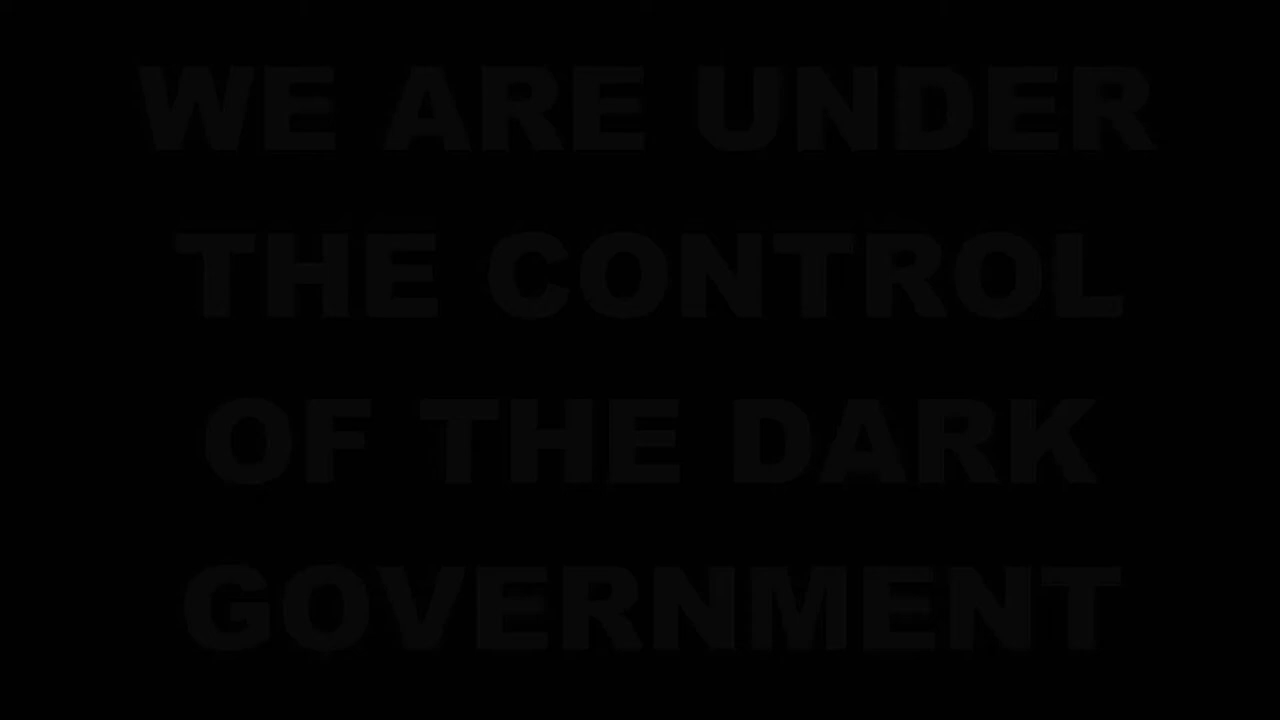 WE ARE UNDER
THE CONTROL
OF THE DARK
GOVERNMENT